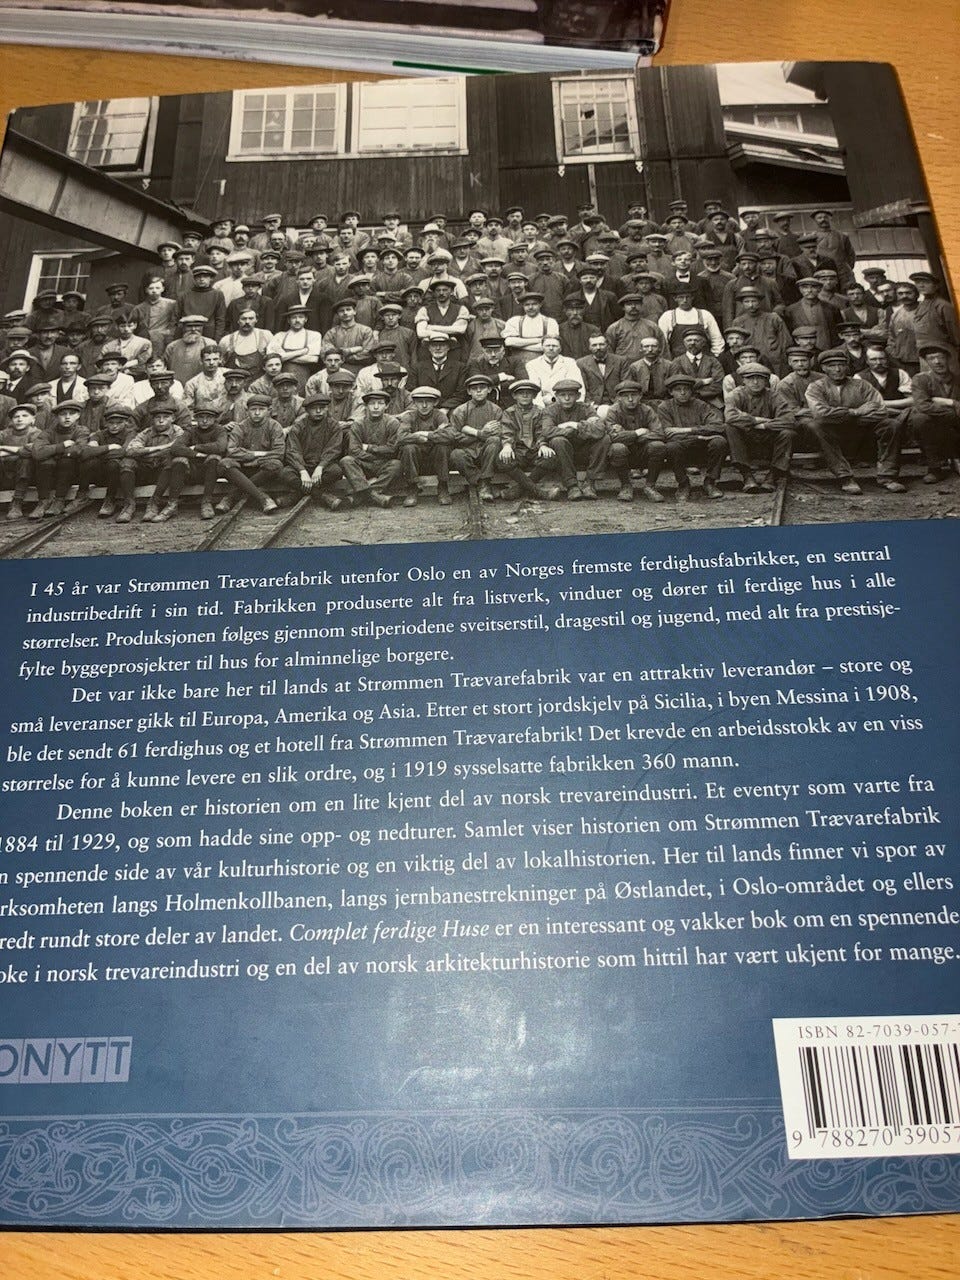 K
I 45 år var Strømmen Trævarefabrik utenfor Oslo en av Norges fremste ferdighusfabrikker, en sentral
industribedrift i sin tid. Fabrikken produserte alt fra listverk, vinduer og dører til ferdige hus i alle
størrelser. Produksjonen følges gjennom stilperiodene sveitserstil, dragestil og jugend, med alt fra prestisje-
fylte byggeprosjekter til hus for alminnelige borgere.
Det var ikke bare her til lands at Strømmen Trævarefabrik var en attraktiv leverandør – store og
små leveranser gikk til Europa, Amerika og Asia. Etter et stort jordskjelv på Sicilia, i byen Messina i 1908,
ble det sendt 61 ferdighus og et hotell fra Strømmen Trævarefabrik! Det krevde en arbeidsstokk av en viss
størrelse for å kunne levere en slik ordre, og i 1919 sysselsatte fabrikken 360 mann.
Denne boken er historien om en lite kjent del av norsk trevareindustri. Et eventyr som varte fra
1884 til 1929, og som hadde sine opp- og nedturer. Samlet viser historien om Strømmen Trævarefabrik
n spennende side av vår kulturhistorie og en viktig del av lokalhistorien. Her til lands finner vi spor av
rksomheten langs Holmenkollbanen, langs jernbanestrekninger på Østlandet, i Oslo-området og ellers
redt rundt store deler av landet. Complet ferdige Huse er en interessant og vakker bok om en spennende
oke i norsk trevareindustri og en del av norsk arkitekturhistorie som hittil har vært ukjent for mange.
ONYTT
ISBN 82-7039-057-
9 788270 39057